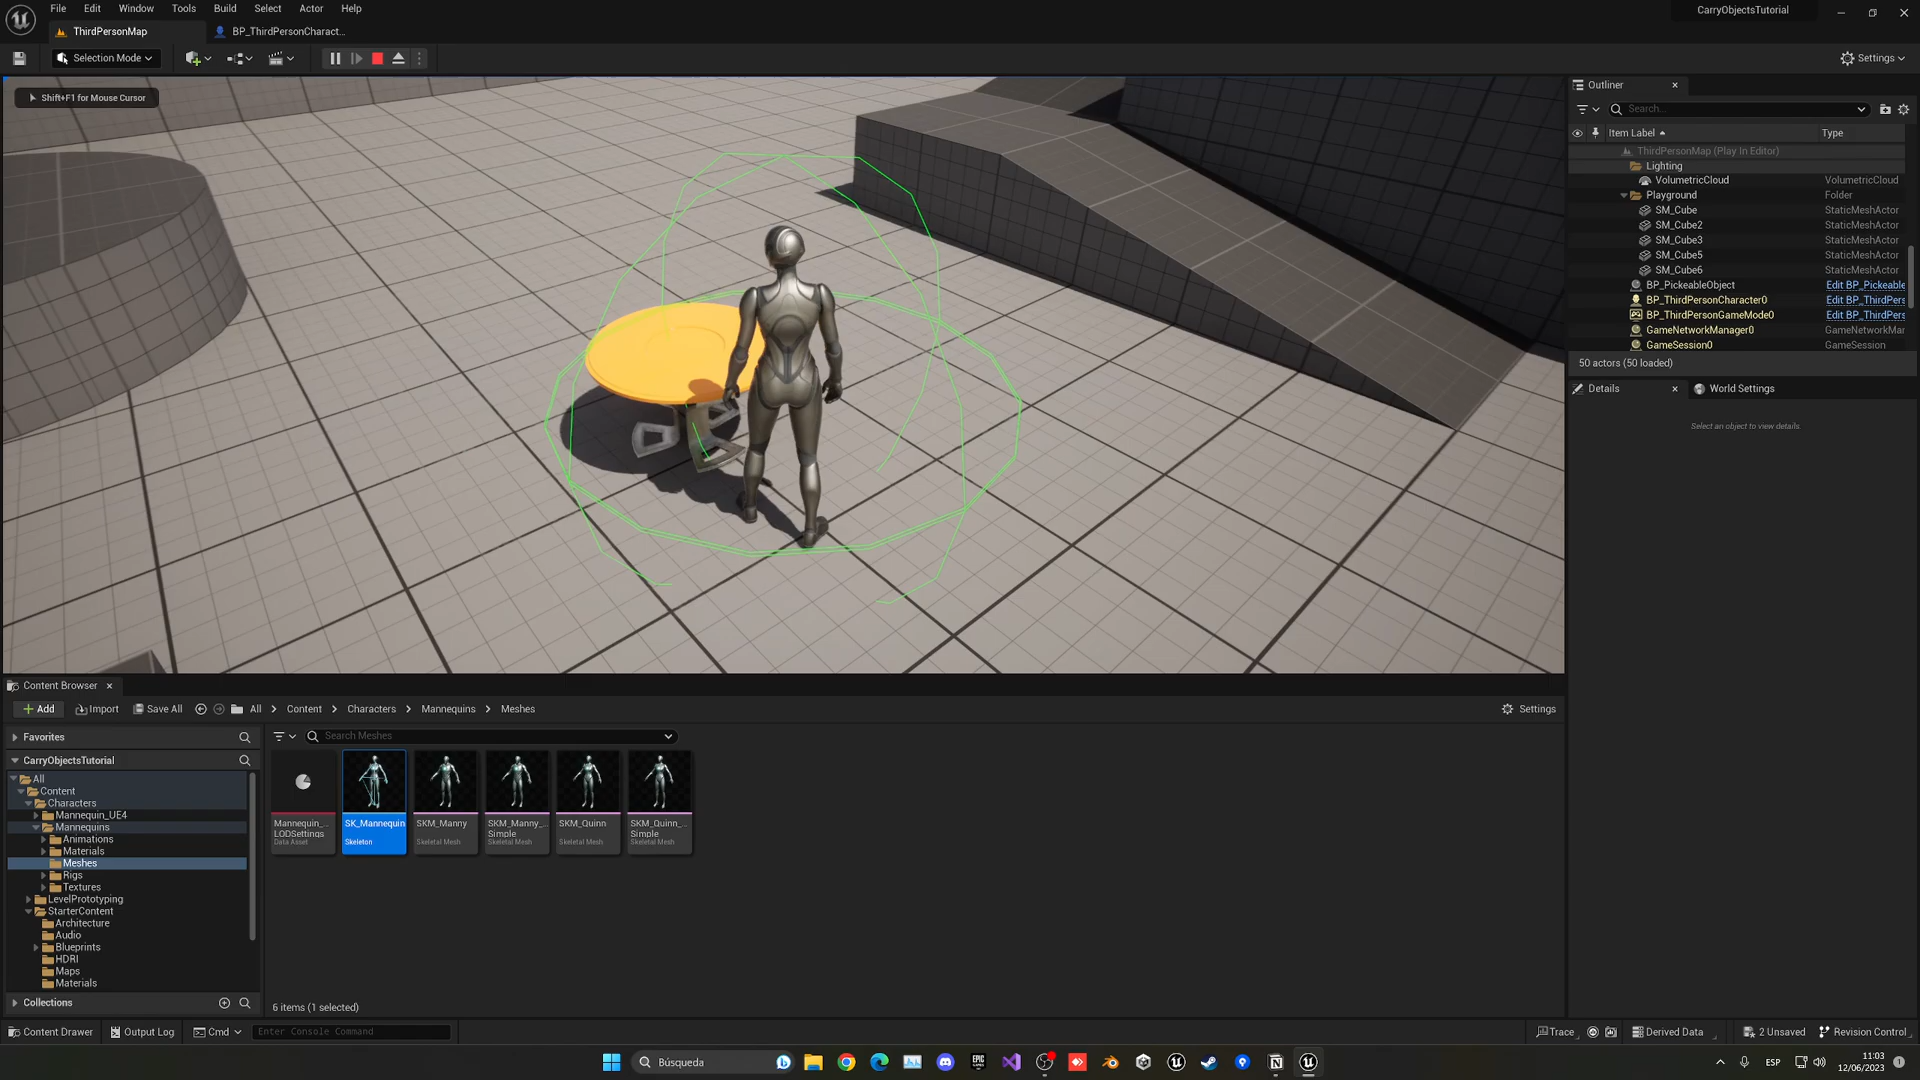 File Edit Window Tools Build Select Actor Help
CarryObjectsTutorial
ThirdPersonMap
BP_ThirdPersonCharact...
Selection Mode
Settings
Shift+F1 for Mouse Cursor
Outliner
Search...
Item Label
Type
ThirdPersonMap (Play In Editor)
Lighting
VolumetricCloud VolumetricCloud
Playground Folder
SM_Cube StaticMeshActor
SM_Cube2 StaticMeshActor
SM_Cube3 StaticMeshActor
SM_Cube5 StaticMeshActor
SM_Cube6 StaticMeshActor
BP_PickeableObject Edit BP_Pickeable
BP_ThirdPersonCharacter0 Edit BP_ThirdPers
BP_ThirdPersonGameMode0 Edit BP_ThirdPers
GameNetworkManager0 GameNetworkMar
GameSession0 GameSession
50 actors (50 loaded)
Details
World Settings
Select an object to view details
Content Browser
Add Import Save All All Content Characters Mannequins Meshes
Settings
Favorites
Search Meshes
CarryObjectsTutorial
All
Content
Characters
Mannequin_UE4
Mannequins
Animations
Materials
Meshes
Rigs
Textures
LevelPrototyping
StarterContent
Architecture
Audio
Blueprints
HDRI
Maps
Materials
Collections
Mannequin_...
LODSettings
Data Asset
SK_Mannequin
Skeleton
SKM_Manny
Skeletal Mesh
SKM_Manny_...
Simple
Skeletal Mesh
SKM_Quinn
Skeletal Mesh
SKM_Quinn_...
Simple
Skeletal Mesh
6 items (1 selected)
Content Drawer Output Log Cmd Enter Console Command
Trace Derived Data 2 Unsaved Revision Control
Búsqueda
EPIC
ESP
11:03
12/06/2023
1